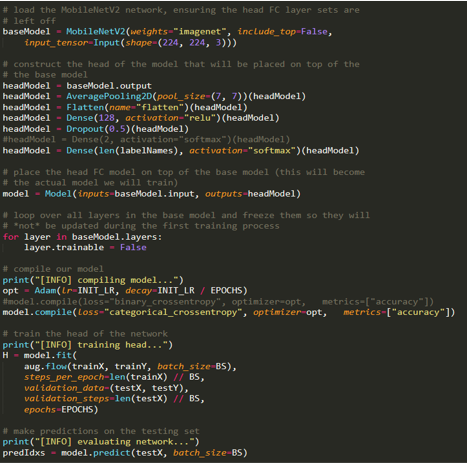 # load the MobileNetV2 network, ensuring the head FC layer sets are
# left off
baseModel = MobileNetV2(weights="imagenet", include_top=False,
    input_tensor=Input(shape=(224, 224, 3)))

# construct the head of the model that will be placed on top of the
# the base model
headModel = baseModel.output
headModel = AveragePooling2D(pool_size=(7, 7))(headModel)
headModel = Flatten(name="flatten")(headModel)
headModel = Dense(128, activation="relu")(headModel)
headModel = Dropout(0.5)(headModel)
#headModel = Dense(2, activation="softmax")(headModel)
headModel = Dense(len(labelNames), activation="softmax")(headModel)

# place the head FC model on top of the base model (this will become
# the actual model we will train)
model = Model(inputs=baseModel.input, outputs=headModel)

# loop over all layers in the base model and freeze them so they will
# *not* be updated during the first training process
for layer in baseModel.layers:
    layer.trainable = False

# compile our model
print("[INFO] compiling model...")
opt = Adam(lr=INIT_LR, decay=INIT_LR / EPOCHS)
#model.compile(loss="binary_crossentropy", optimizer=opt,   metrics=["accuracy"])
model.compile(loss="categorical_crossentropy", optimizer=opt,   metrics=["accuracy"])

# train the head of the network
print("[INFO] training head...")
H = model.fit(
    aug.flow(trainX, trainY, batch_size=BS),
    steps_per_epoch=len(trainX) // BS,
    validation_data=(testX, testY),
    validation_steps=len(testX) // BS,
    epochs=EPOCHS)

# make predictions on the testing set
print("[INFO] evaluating network...")
predIdxs = model.predict(testX, batch_size=BS)